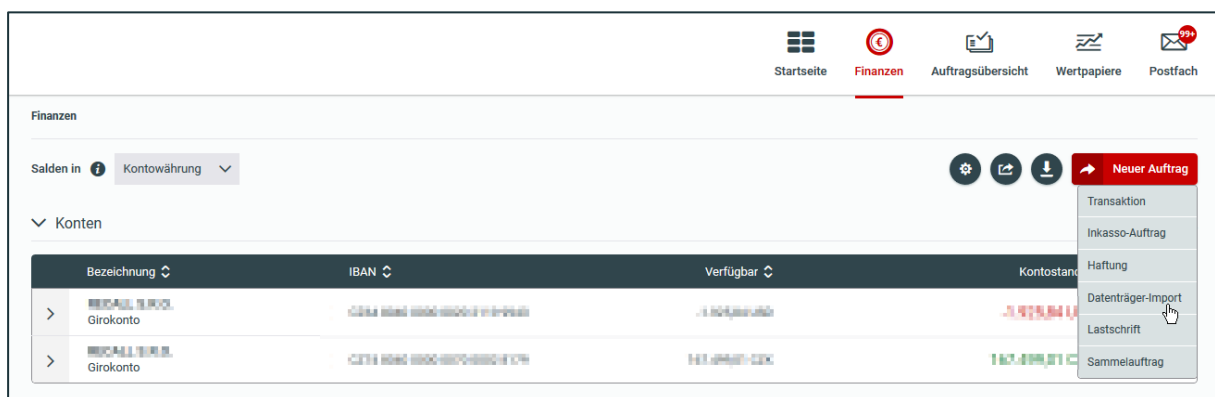 99+
Startseite Finanzen Auftragsübersicht Wertpapiere Postfach
Finanzen
Salden in Kontowährung Neuer Auftrag
Transaktion
Konten
Inkasso-Auftrag
Haftung
Bezeichnung IBAN Verfügbar Kontostand
Datenträger-Import
Girokonto
Lastschrift
Sammelauftrag
Girokonto